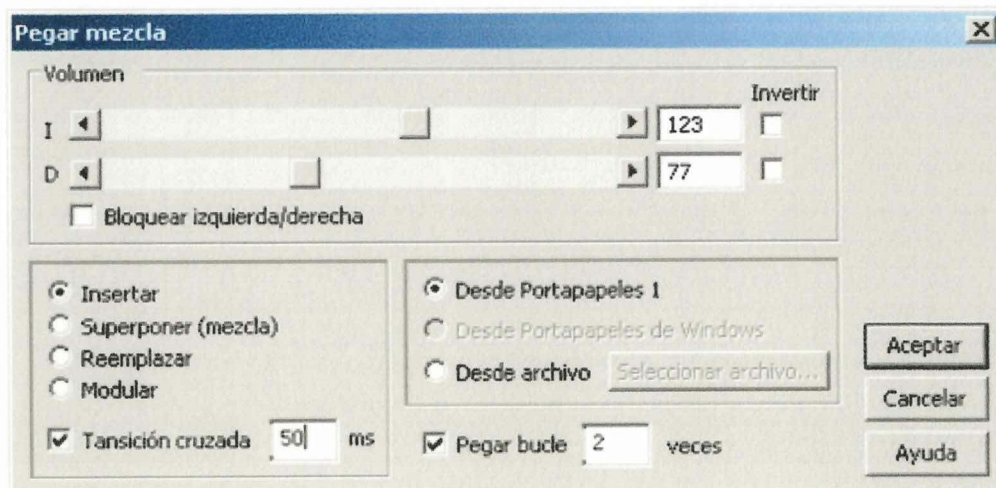 Pegar mezcla
Volumen
Invertir
I 123
D 77
Bloquear izquierda/derecha
Insertar
Superponer (mezcla)
Reemplazar
Modular
Tansición cruzada 50 ms
Desde Portapapeles 1
Desde Portapapeles de Windows
Desde archivo Seleccionar archivo...
Pegar bucle 2 veces
Aceptar
Cancelar
Ayuda